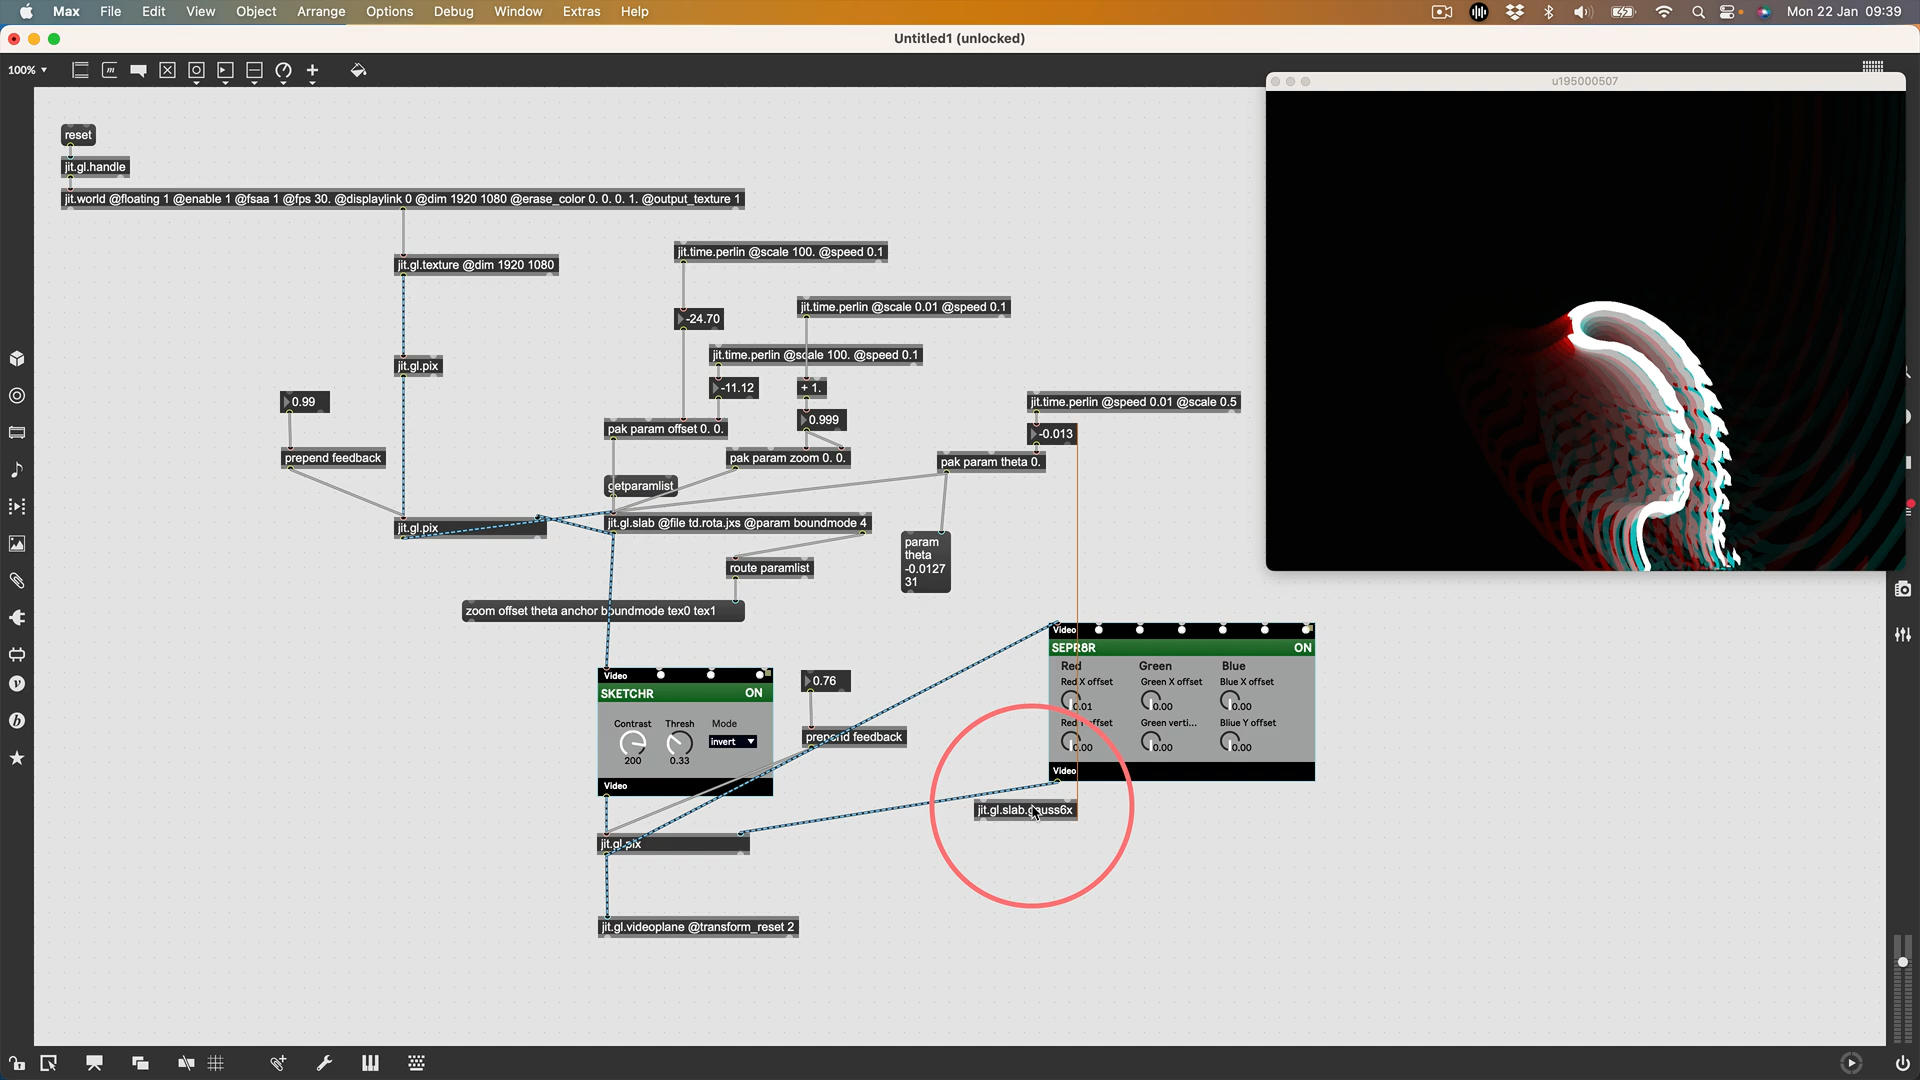 Max File Edit View Object Arrange Options Debug Window Extras Help Mon 22 Jan 09:39
Untitled1 (unlocked)
100%
u195000507
reset
jit.gl.handle
jit.world @floating 1 @enable 1 @fsaa 1 @fps 30. @displaylink 0 @dim 1920 1080 @erase_color 0. 0. 0. 1. @output_texture 1
jit.time.perlin @scale 100. @speed 0.1
jit.gl.texture @dim 1920 1080
jit.time.perlin @scale 0.01 @speed 0.1
-24.70
jit.time.perlin @scale 100. @speed 0.1
jit.gl.pix
-11.12
+ 1.
0.99
jit.time.perlin @speed 0.01 @scale 0.5
0.999
pak param offset 0. 0.
-0.013
prepend feedback
pak param zoom 0. 0.
pak param theta 0.
getparamlist
jit.gl.pix
jit.gl.slab @file td.rota.jxs @param boundmode 4
param
theta
-0.0127
31
route paramlist
zoom offset theta anchor boundmode tex0 tex1
Video
SEPR8R ON
Red Green Blue
Red X offset Green X offset Blue X offset
0.01 0.00 0.00
Green verti... Bliue Y offset
0.00 0.00 0.00
Video
Video
SKETCHR ON
Contrast Thresh Mode
invert
200 0.33
Video
0.76
prepend feedback
jit.gl.slab.gauss6x
jit.gl.pix
jit.gl.videoplane @transform_reset 2